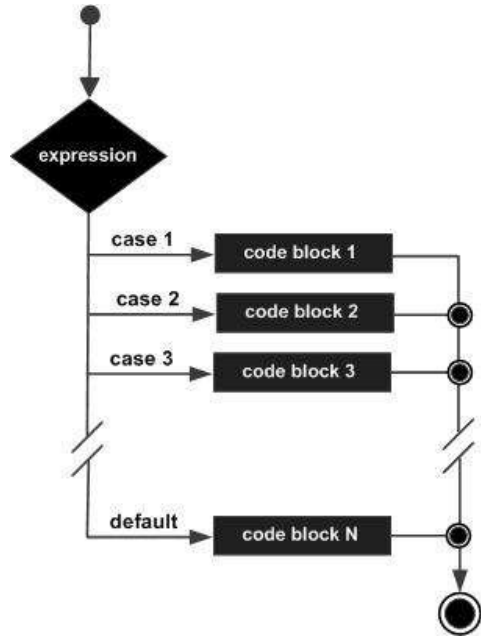 expression
case 1
code block 1
case 2
code block 2
case 3
code block 3
default
code block N